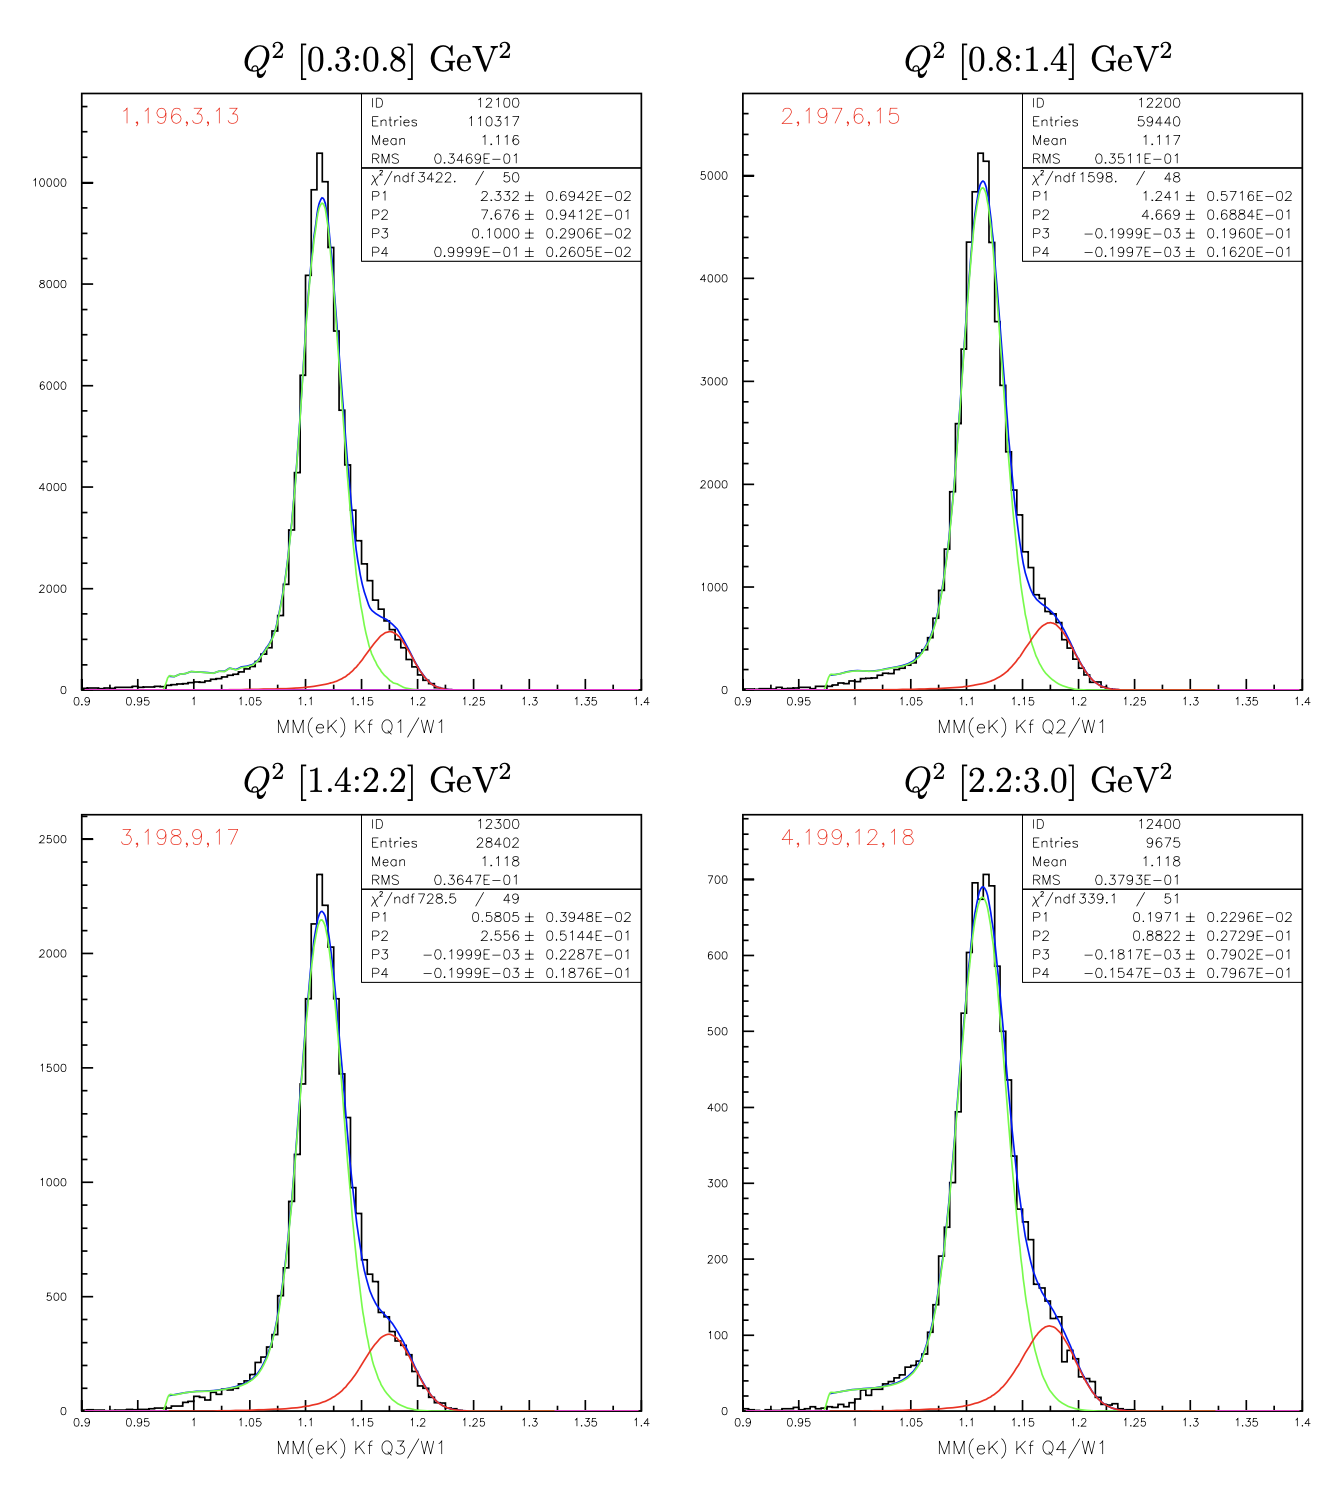 Q² [0.3:0.8] GeV²
1,196,3,13
ID 12100
Entries 110317
Mean 1.116
RMS 0.3469E-01
χ²/ndf 3422. / 50
P1 2.332 ± 0.6942E-02
P2 7.676 ± 0.9412E-01
P3 0.1000 ± 0.2906E-02
P4 0.9999E-01 ± 0.2605E-02
10000
8000
6000
4000
2000
0
0.9 0.95 1 1.05 1.1 1.15 1.2 1.25 1.3 1.35 1.4
MM(eK) Kf Q1/W1
Q² [0.8:1.4] GeV²
2,197,6,15
ID 12200
Entries 59440
Mean 1.117
RMS 0.3511E-01
χ²/ndf 1598. / 48
P1 1.241 ± 0.5716E-02
P2 4.669 ± 0.6884E-01
P3 -0.1999E-03 ± 0.1960E-01
P4 -0.1997E-03 ± 0.1620E-01
5000
4000
3000
2000
1000
0
0.9 0.95 1 1.05 1.1 1.15 1.2 1.25 1.3 1.35 1.4
MM(eK) Kf Q2/W1
Q² [1.4:2.2] GeV²
3,198,9,17
ID 12300
Entries 28402
Mean 1.118
RMS 0.3647E-01
χ²/ndf 728.5 / 49
P1 0.5805 ± 0.3948E-02
P2 2.556 ± 0.5144E-01
P3 -0.1999E-03 ± 0.2287E-01
P4 -0.1999E-03 ± 0.1876E-01
2500
2000
1500
1000
500
0
0.9 0.95 1 1.05 1.1 1.15 1.2 1.25 1.3 1.35 1.4
MM(eK) Kf Q3/W1
Q² [2.2:3.0] GeV²
4,199,12,18
ID 12400
Entries 9675
Mean 1.118
RMS 0.3793E-01
χ²/ndf 339.1 / 51
P1 0.1971 ± 0.2296E-02
P2 0.8822 ± 0.2729E-01
P3 -0.1817E-03 ± 0.7902E-01
P4 -0.1547E-03 ± 0.7967E-01
700
600
500
400
300
200
100
0
0.9 0.95 1 1.05 1.1 1.15 1.2 1.25 1.3 1.35 1.4
MM(eK) Kf Q4/W1